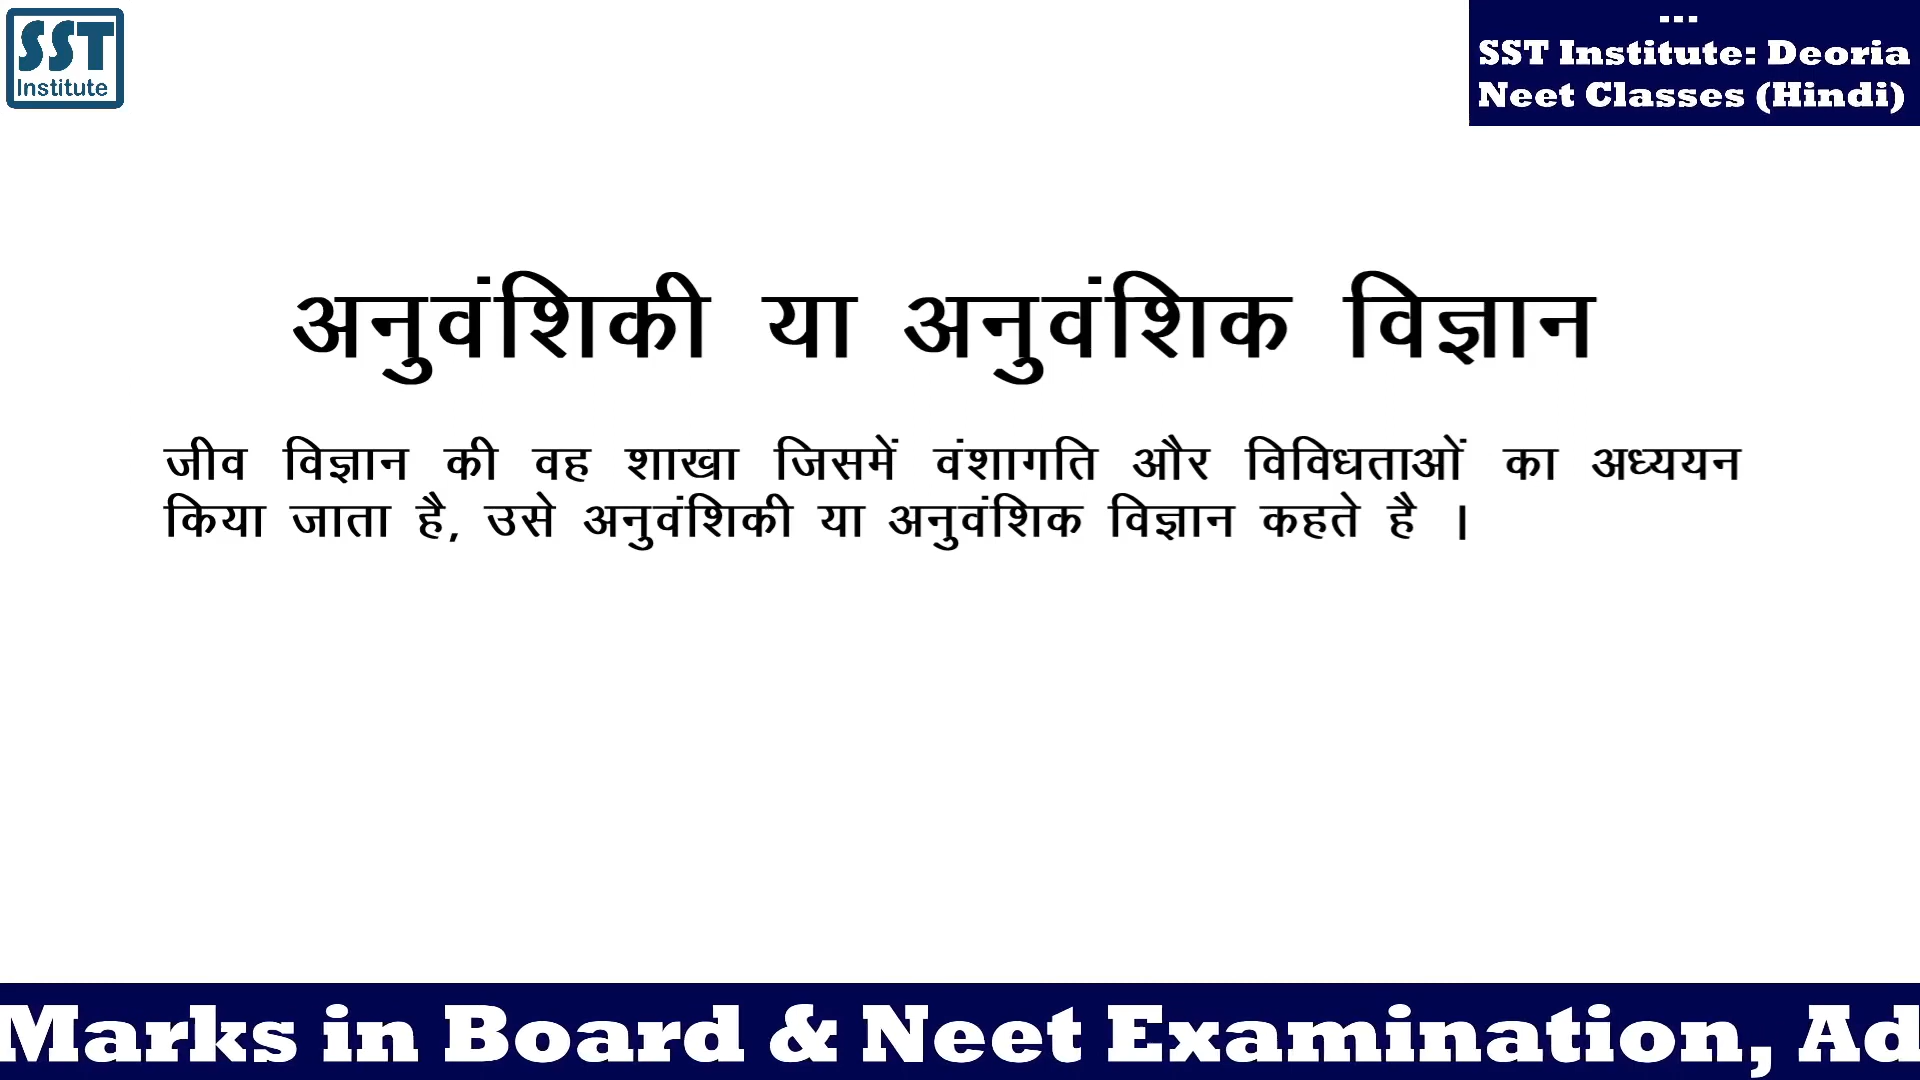 SST
Institute
...
SST Institute: Deoria
Neet Classes (Hindi)
अनुवंशिकी या अनुवंशिक विज्ञान
जीव विज्ञान की वह शाखा जिसमें वंशागति और विविधताओं का अध्ययन
किया जाता है, उसे अनुवंशिकी या अनुवंशिक विज्ञान कहते है ।
Marks in Board & Neet Examination, Ad